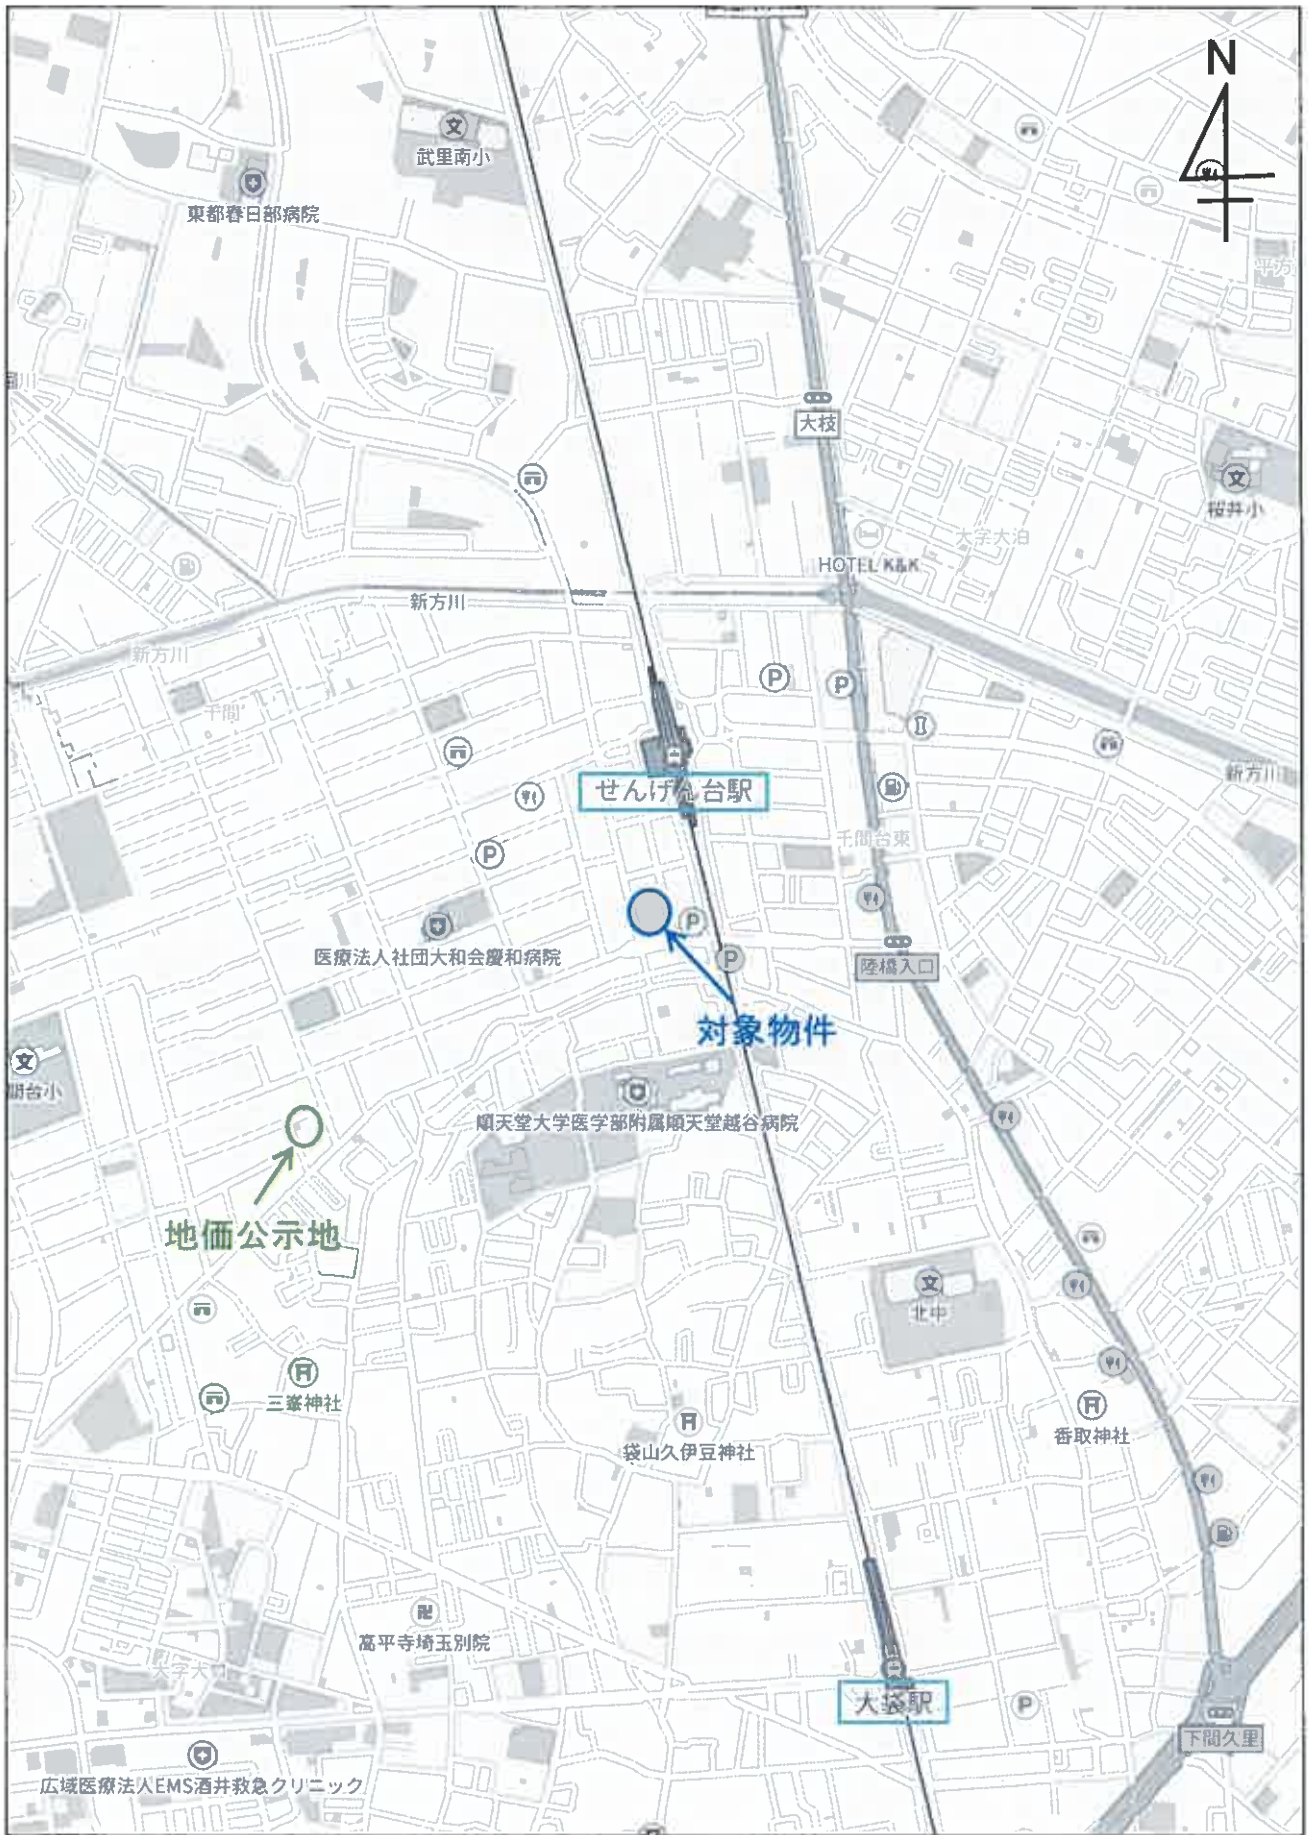 N
武里南小
東都春日部病院
平方
大枝
桜井小
大字大泊
HOTEL K&K
新方川
新方川
千間
新方川
せんげん台駅
千間台東
医療法人社団大和会慶和病院
陸橋入口
対象物件
間台小
順天堂大学医学部附属順天堂越谷病院
地価公示地
北中
三峯神社
香取神社
袋山久伊豆神社
高平寺埼玉別院
大袋駅
下間久里
広域医療法人EMS酒井救急クリニック